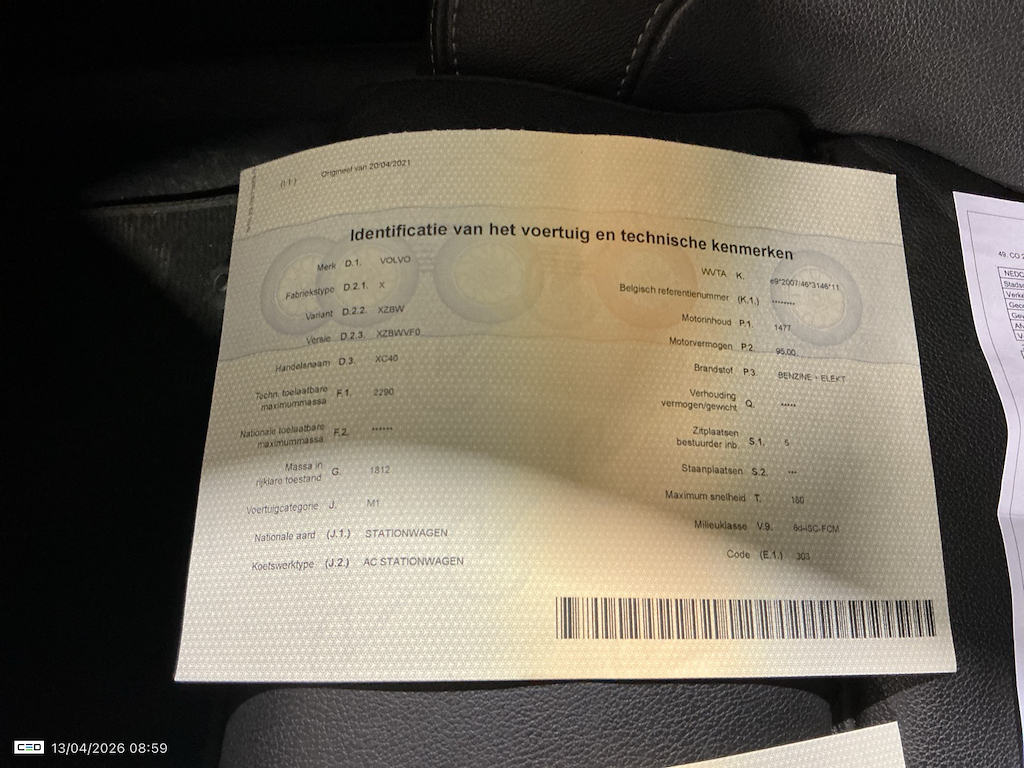 (I.1.) Origineel van 20/04/2021
Identificatie van het voertuig en technische kenmerken
Merk D.1. VOLVO
Fabriekstype D.2.1. X
Variant D.2.2. XZBW
Versie D.2.3. XZBWVF0
Handelsnaam D.3. XC40
Techn. toelaatbare
maximummassa F.1. 2290
Nationale toelaatbare
maximummassa F.2. ******
Massa in
rijklare toestand G. 1812
Voertuigcategorie J. M1
Nationale aard (J.1.) STATIONWAGEN
Koetswerktype (J.2.) AC STATIONWAGEN
WVTA K. e9*2007/46*3146*11
Belgisch referentienummer (K.1.) ********
Motorinhoud P.1. 1477
Motorvermogen P.2. 95.00
Brandstof P.3. BENZINE + ELEKT
Verhouding
vermogen/gewicht Q. *****
Zitplaatsen
bestuurder inb. S.1. 5
Staanplaatsen S.2. ***
Maximum snelheid T. 180
Milieuklasse V.9. 6d-ISC-FCM
Code (E.1.) 303
49. CO 2
NEDC
CEO 13/04/2026 08:59